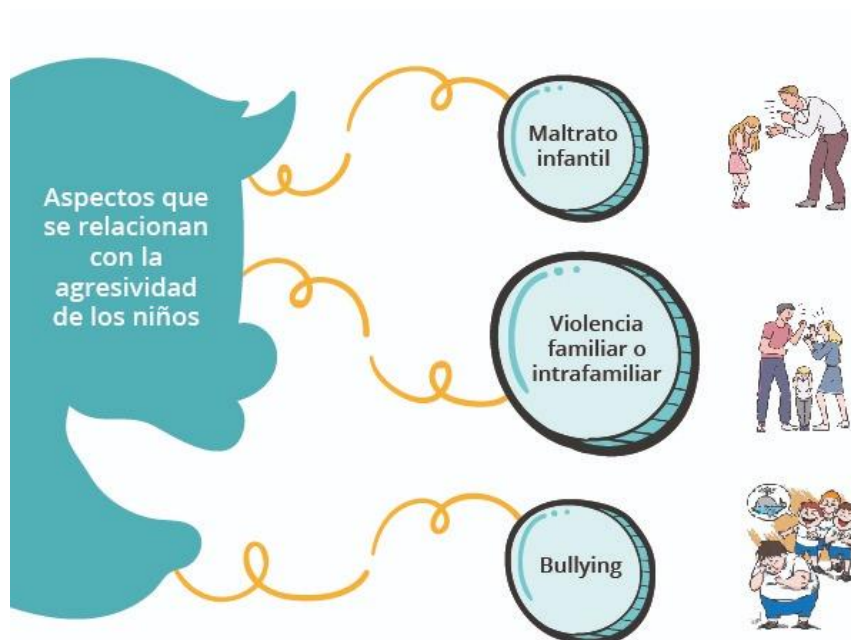 Aspectos que
se relacionan
con la
agresividad
de los niños
Maltrato
infantil
Violencia
familiar o
intrafamiliar
Bullying